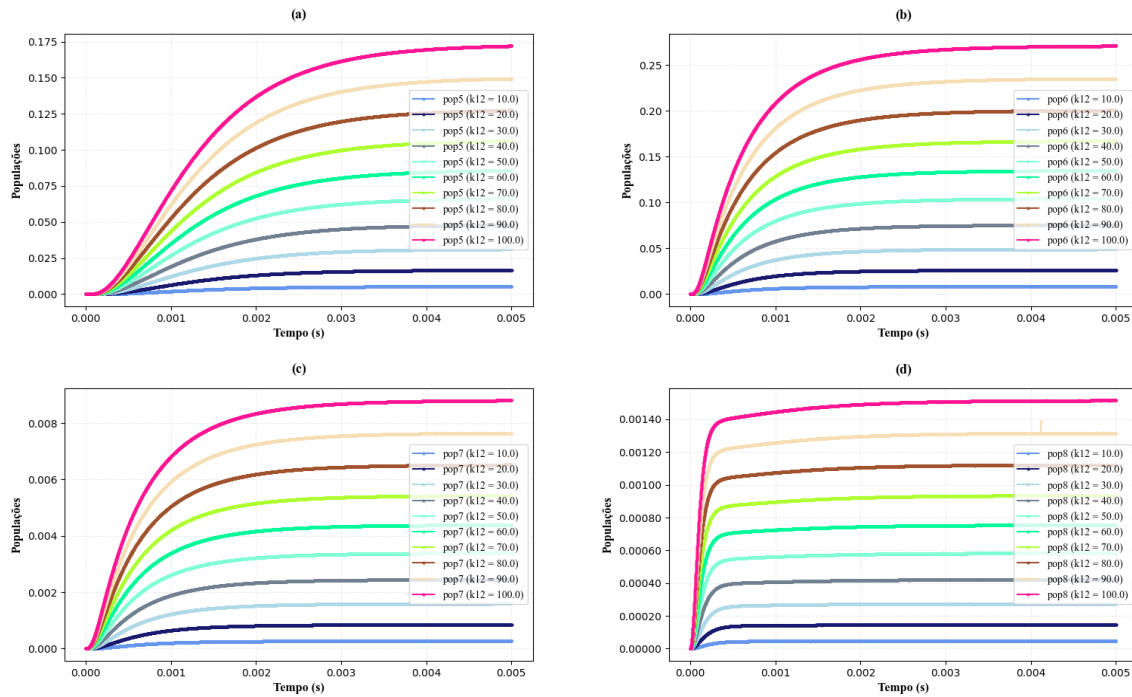 (a)
Populações
0.175
0.150
0.125
0.100
0.075
0.050
0.025
0.000
pop5 (k12 = 10.0)
pop5 (k12 = 20.0)
pop5 (k12 = 30.0)
pop5 (k12 = 40.0)
pop5 (k12 = 50.0)
pop5 (k12 = 60.0)
pop5 (k12 = 70.0)
pop5 (k12 = 80.0)
pop5 (k12 = 90.0)
pop5 (k12 = 100.0)
0.000 0.001 0.002 0.003 0.004 0.005
Tempo (s)
(b)
Populações
0.25
0.20
0.15
0.10
0.05
0.00
pop6 (k12 = 10.0)
pop6 (k12 = 20.0)
pop6 (k12 = 30.0)
pop6 (k12 = 40.0)
pop6 (k12 = 50.0)
pop6 (k12 = 60.0)
pop6 (k12 = 70.0)
pop6 (k12 = 80.0)
pop6 (k12 = 90.0)
pop6 (k12 = 100.0)
0.000 0.001 0.002 0.003 0.004 0.005
Tempo (s)
(c)
Populações
0.008
0.006
0.004
0.002
0.000
pop7 (k12 = 10.0)
pop7 (k12 = 20.0)
pop7 (k12 = 30.0)
pop7 (k12 = 40.0)
pop7 (k12 = 50.0)
pop7 (k12 = 60.0)
pop7 (k12 = 70.0)
pop7 (k12 = 80.0)
pop7 (k12 = 90.0)
pop7 (k12 = 100.0)
0.000 0.001 0.002 0.003 0.004 0.005
Tempo (s)
(d)
Populações
0.00140
0.00120
0.00100
0.00080
0.00060
0.00040
0.00020
0.00000
pop8 (k12 = 10.0)
pop8 (k12 = 20.0)
pop8 (k12 = 30.0)
pop8 (k12 = 40.0)
pop8 (k12 = 50.0)
pop8 (k12 = 60.0)
pop8 (k12 = 70.0)
pop8 (k12 = 80.0)
pop8 (k12 = 90.0)
pop8 (k12 = 100.0)
0.000 0.001 0.002 0.003 0.004 0.005
Tempo (s)